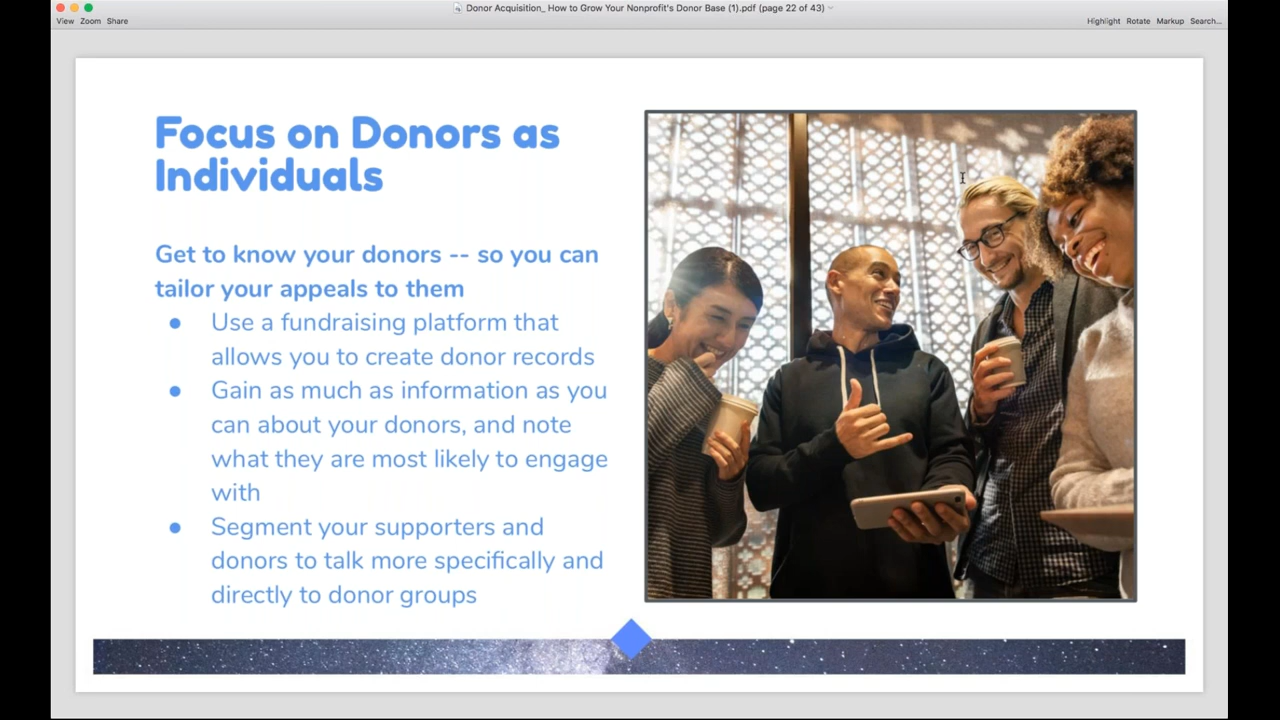 Donor Acquisition_ How to Grow Your Nonprofit's Donor Base (1).pdf (page 22 of 43)
View Zoom Share
Highlight Rotate Markup Search...
Focus on Donors as
Individuals
Get to know your donors -- so you can
tailor your appeals to them
● Use a fundraising platform that
allows you to create donor records
● Gain as much as information as you
can about your donors, and note
what they are most likely to engage
with
● Segment your supporters and
donors to talk more specifically and
directly to donor groups